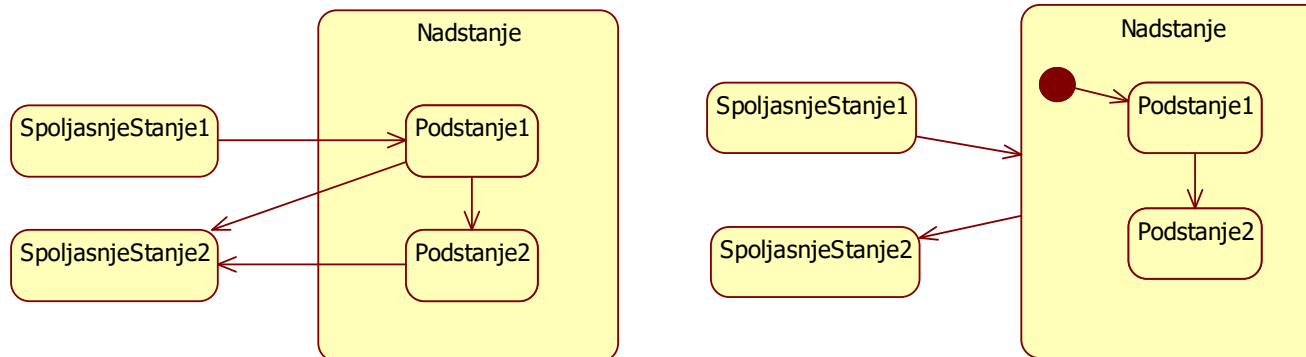 Nadstanje
SpoljasnjeStanje1
Podstanje1
SpoljasnjeStanje2
Podstanje2
Nadstanje
SpoljasnjeStanje1
Podstanje1
SpoljasnjeStanje2
Podstanje2